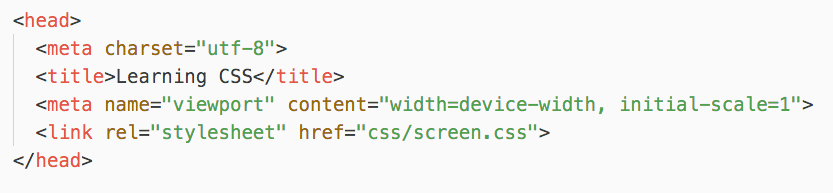 <head>
<meta charset="utf-8">
<title>Learning CSS</title>
<meta name="viewport" content="width=device-width, initial-scale=1">
<link rel="stylesheet" href="css/screen.css">
</head>